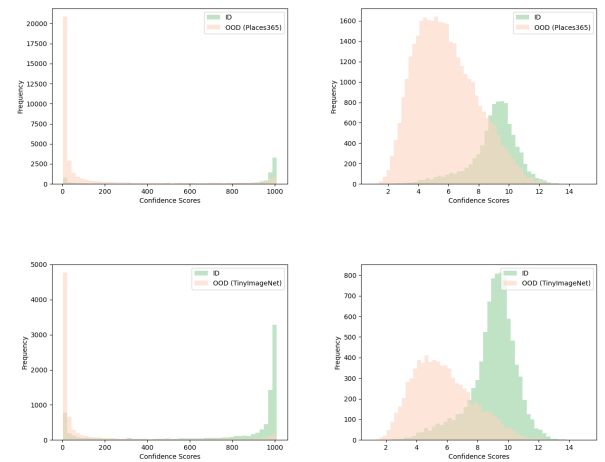 ID
OOD (Places365)
20000
17500
15000
12500
10000
7500
5000
2500
0
Frequency
0 200 400 600 800 1000
Confidence Scores
ID
OOD (Places365)
1600
1400
1200
1000
800
600
400
200
0
Frequency
2 4 6 8 10 12 14
Confidence Scores
ID
OOD (TinyImageNet)
5000
4000
3000
2000
1000
0
Frequency
0 200 400 600 800 1000
Confidence Scores
ID
OOD (TinyImageNet)
800
700
600
500
400
300
200
100
0
Frequency
2 4 6 8 10 12 14
Confidence Scores